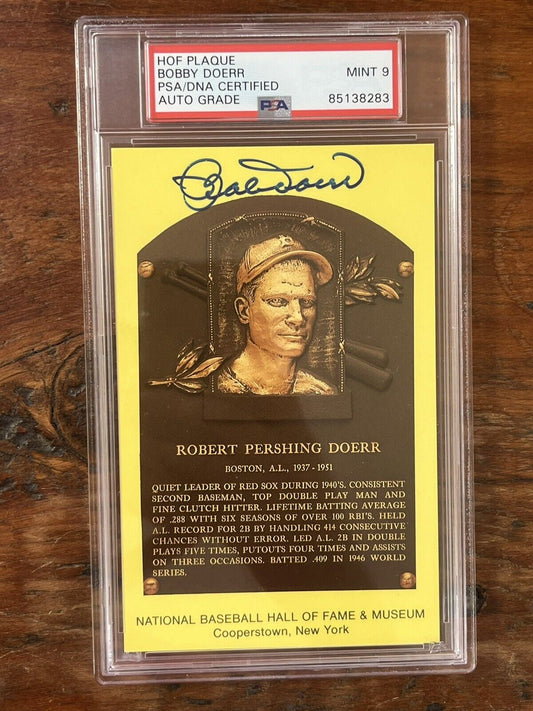 HOF PLAQUE
BOBBY DOERR MINT 9
PSA/DNA CERTIFIED
AUTO GRADE PSA 85138283
Bob Doerr
B
ROBERT PERSHING DOERR
BOSTON, A.L., 1937 - 1951
QUIET LEADER OF RED SOX DURING 1940'S. CONSISTENT
SECOND BASEMAN, TOP DOUBLE PLAY MAN AND
FINE CLUTCH HITTER. LIFETIME BATTING AVERAGE
OF .288 WITH SIX SEASONS OF OVER 100 RBI'S. HELD
A.L. RECORD FOR 2B BY HANDLING 414 CONSECUTIVE
CHANCES WITHOUT ERROR. LED A.L. 2B IN DOUBLE
PLAYS FIVE TIMES, PUTOUTS FOUR TIMES AND ASSISTS
ON THREE OCCASIONS. BATTED .409 IN 1946 WORLD
SERIES.
NATIONAL BASEBALL HALL OF FAME & MUSEUM
Cooperstown, New York